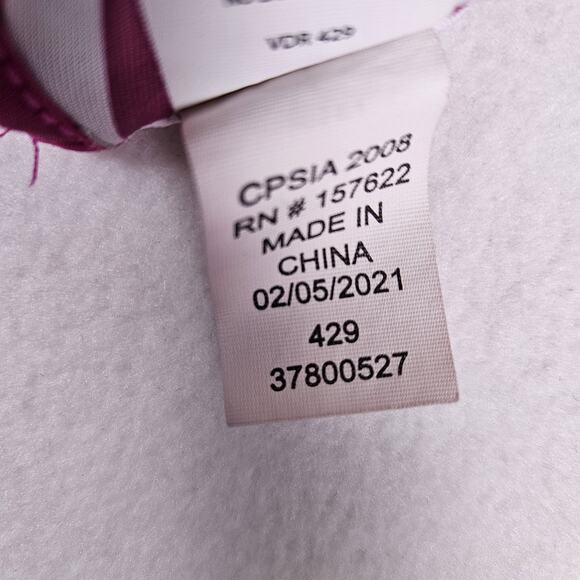 VDR 429
CPSIA 2008
RN # 157622
MADE IN
CHINA
02/05/2021
429
37800527